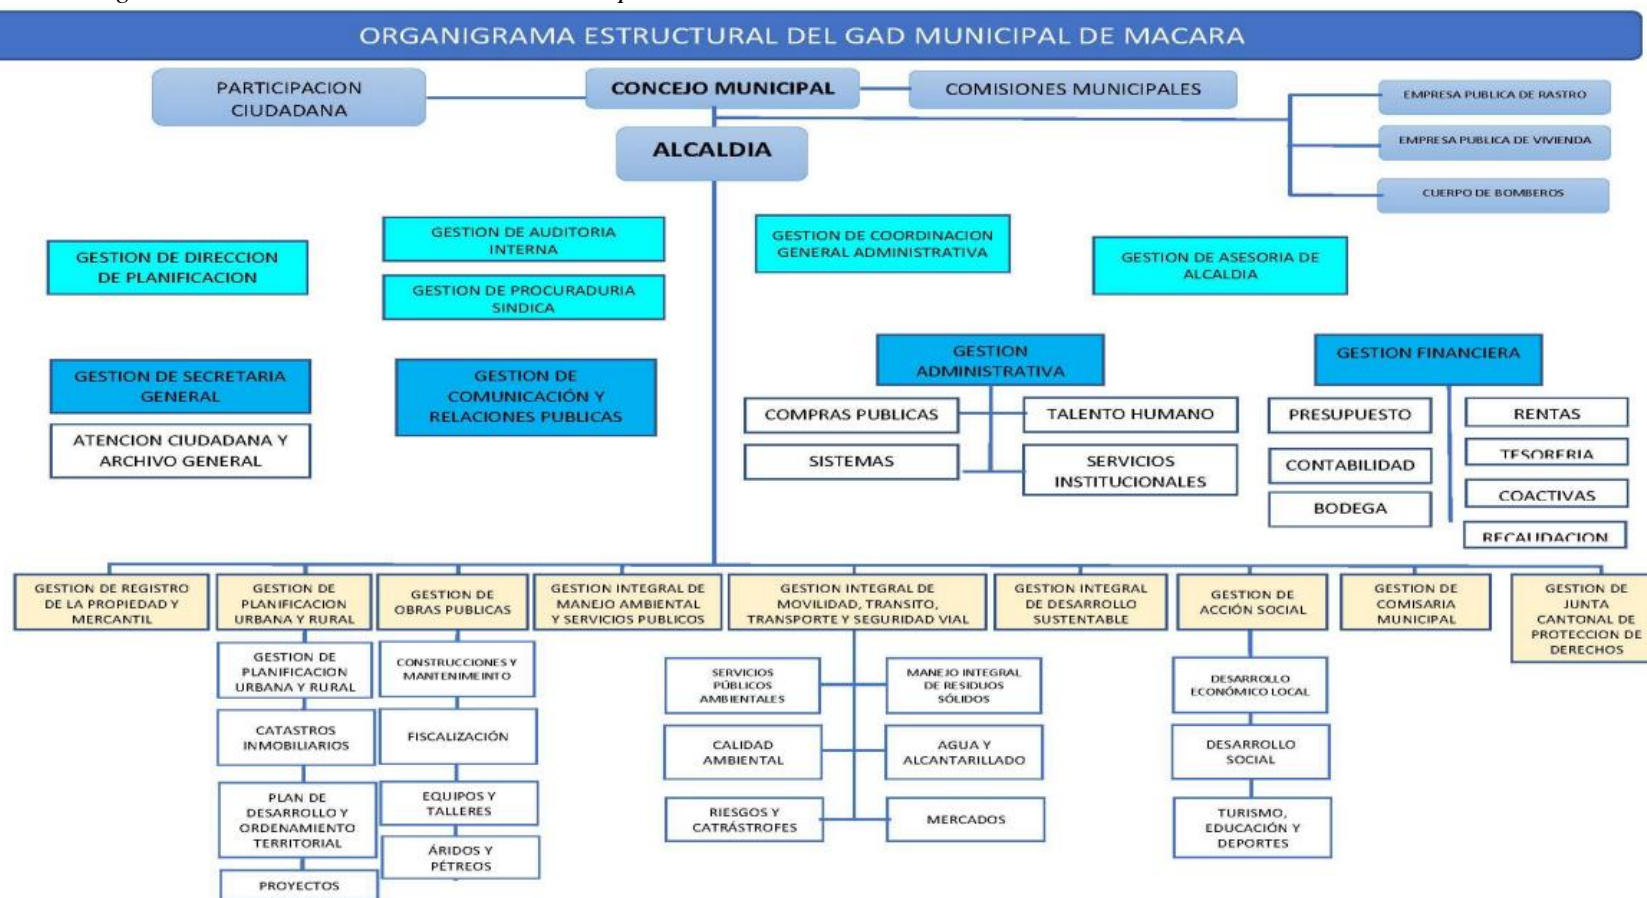 ORGANIGRAMA ESTRUCTURAL DEL GAD MUNICIPAL DE MACARA
PARTICIPACION
CIUDADANA
CONCEJO MUNICIPAL
COMISIONES MUNICIPALES
EMPRESA PUBLICA DE RASTRO
EMPRESA PUBLICA DE VIVIENDA
CUERPO DE BOMBEROS
ALCALDIA
GESTION DE DIRECCION
DE PLANIFICACION
GESTION DE AUDITORIA
INTERNA
GESTION DE PROCURADURIA
SINDICA
GESTION DE COORDINACION
GENERAL ADMINISTRATIVA
GESTION DE ASESORIA DE
ALCALDIA
GESTION DE SECRETARIA
GENERAL
ATENCION CIUDADANA Y
ARCHIVO GENERAL
GESTION DE
COMUNICACIÓN Y
RELACIONES PUBLICAS
GESTION
ADMINISTRATIVA
COMPRAS PUBLICAS
TALENTO HUMANO
SISTEMAS
SERVICIOS
INSTITUCIONALES
GESTION FINANCIERA
PRESUPUESTO
CONTABILIDAD
BODEGA
RENTAS
TESORERIA
COACTIVAS
RECAUDACION
GESTION DE REGISTRO
DE LA PROPIEDAD Y
MERCANTIL
GESTION DE
PLANIFICACION
URBANA Y RURAL
GESTION DE
OBRAS PUBLICAS
GESTION INTEGRAL DE
MANEJO AMBIENTAL
Y SERVICIOS PUBLICOS
GESTION INTEGRAL DE
MOVILIDAD, TRANSITO,
TRANSPORTE Y SEGURIDAD VIAL
GESTION INTEGRAL
DE DESARROLLO
SUSTENTABLE
GESTION DE
ACCIÓN SOCIAL
GESTION DE
COMISARIA
MUNICIPAL
GESTION DE
JUNTA
CANTONAL DE
PROTECCION DE
DERECHOS
GESTION DE
PLANIFICACION
URBANA Y RURAL
CATASTROS
INMOBILIARIOS
PLAN DE
DESARROLLO Y
ORDENAMIENTO
TERRITORIAL
PROYECTOS
CONSTRUCCIONES Y
MANTENIMEINTO
FISCALIZACIÓN
EQUIPOS Y
TALLERES
ÁRIDOS Y
PÉTREOS
SERVICIOS
PÚBLICOS
AMBIENTALES
MANEJO INTEGRAL
DE RESIDUOS
SÓLIDOS
CALIDAD
AMBIENTAL
AGUA Y
ALCANTARILLADO
RIESGOS Y
CATRÁSTROFES
MERCADOS
DESARROLLO
ECONÓMICO LOCAL
DESARROLLO
SOCIAL
TURISMO,
EDUCACIÓN Y
DEPORTES